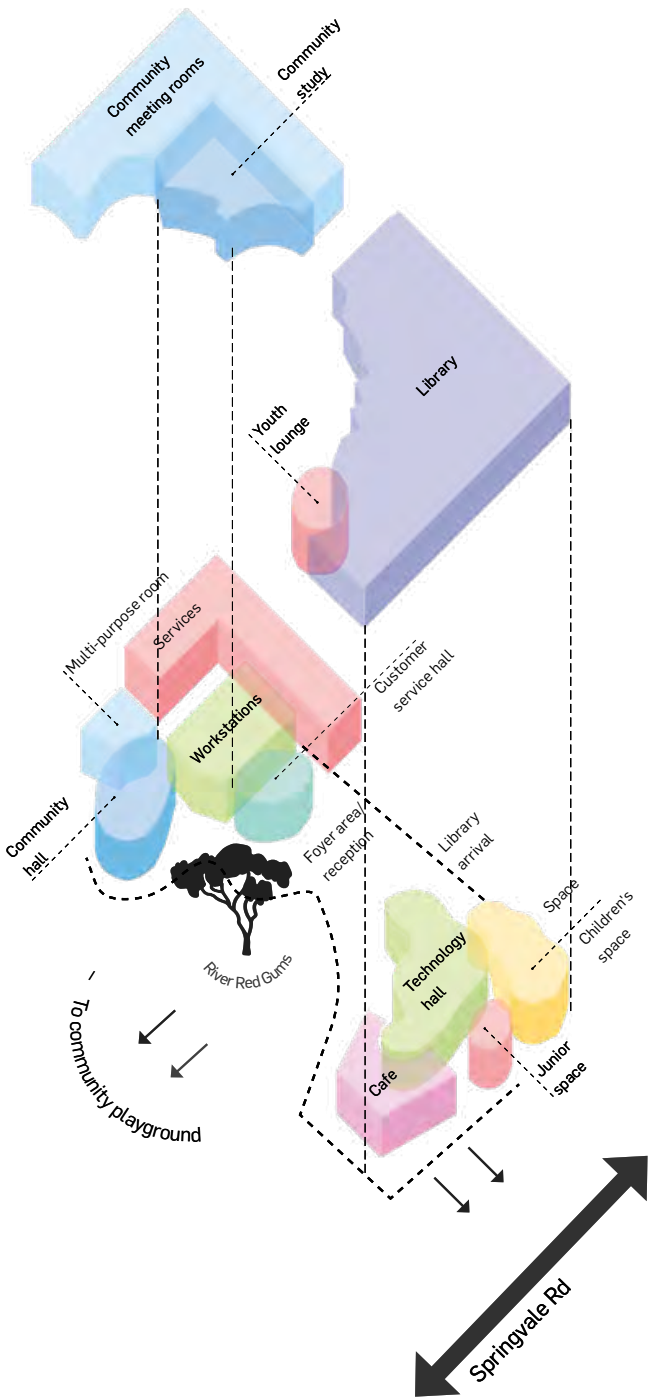 Community
meeting rooms
Community
study
Library
Youth
lounge
Multi-purpose room
Services
Customer
service hall
Workstations
Community
hall
Foyer area/
reception
Library
arrival
Space
Children's
space
River Red Gums
Technology
hall
To community playground
Cafe
Junior
space
Springvale Rd